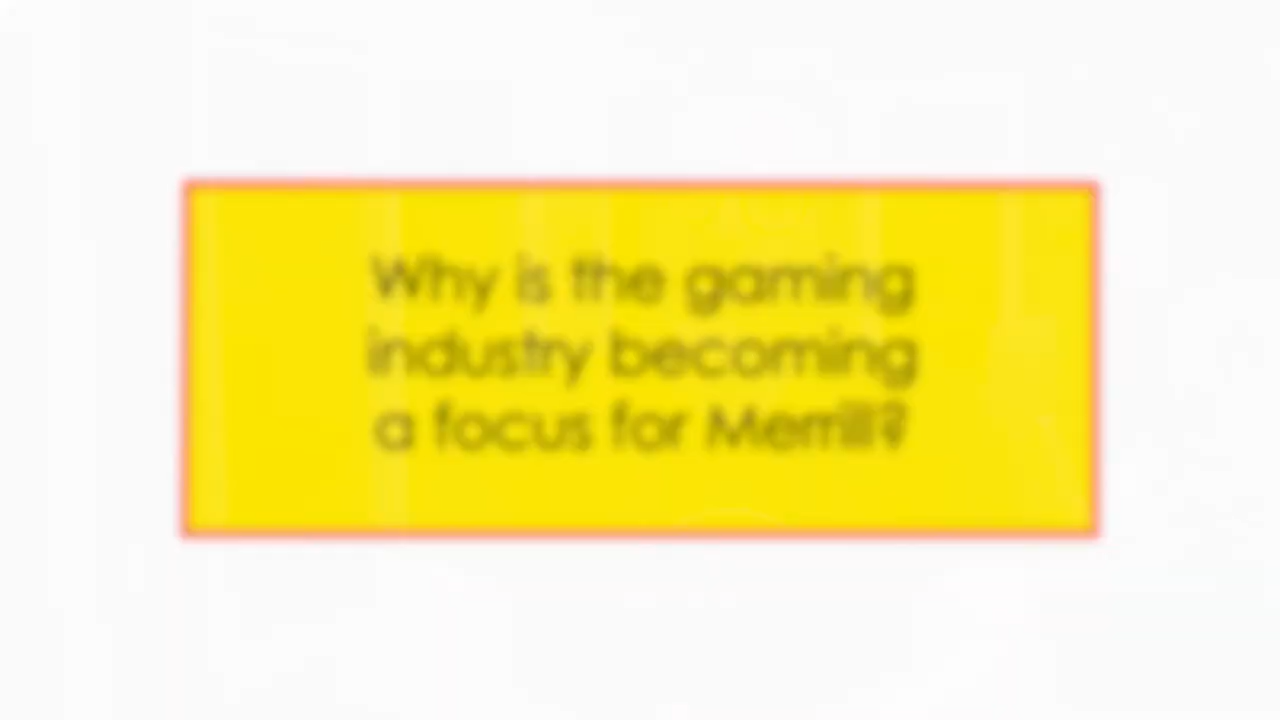 Why is the gaming
industry becoming
a focus for Merrill?